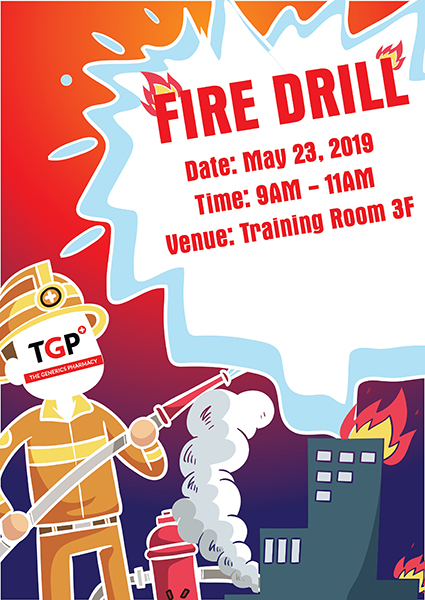 FIRE DRILL
Date: May 23, 2019
Time: 9AM – 11AM
Venue: Training Room 3F
TGP+
THE GENERICS PHARMACY